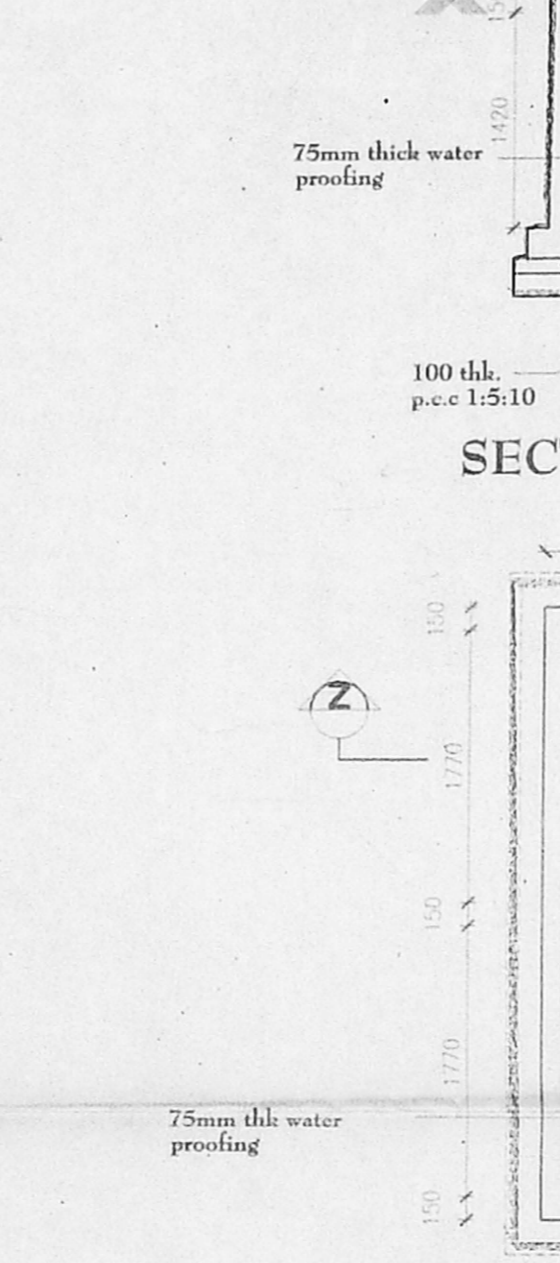 1420
75mm thick water
proofing
100 thk.
p.c.c 1:5:10
SEC
150
Z
1770
150
1770
75mm thk water
proofing
150